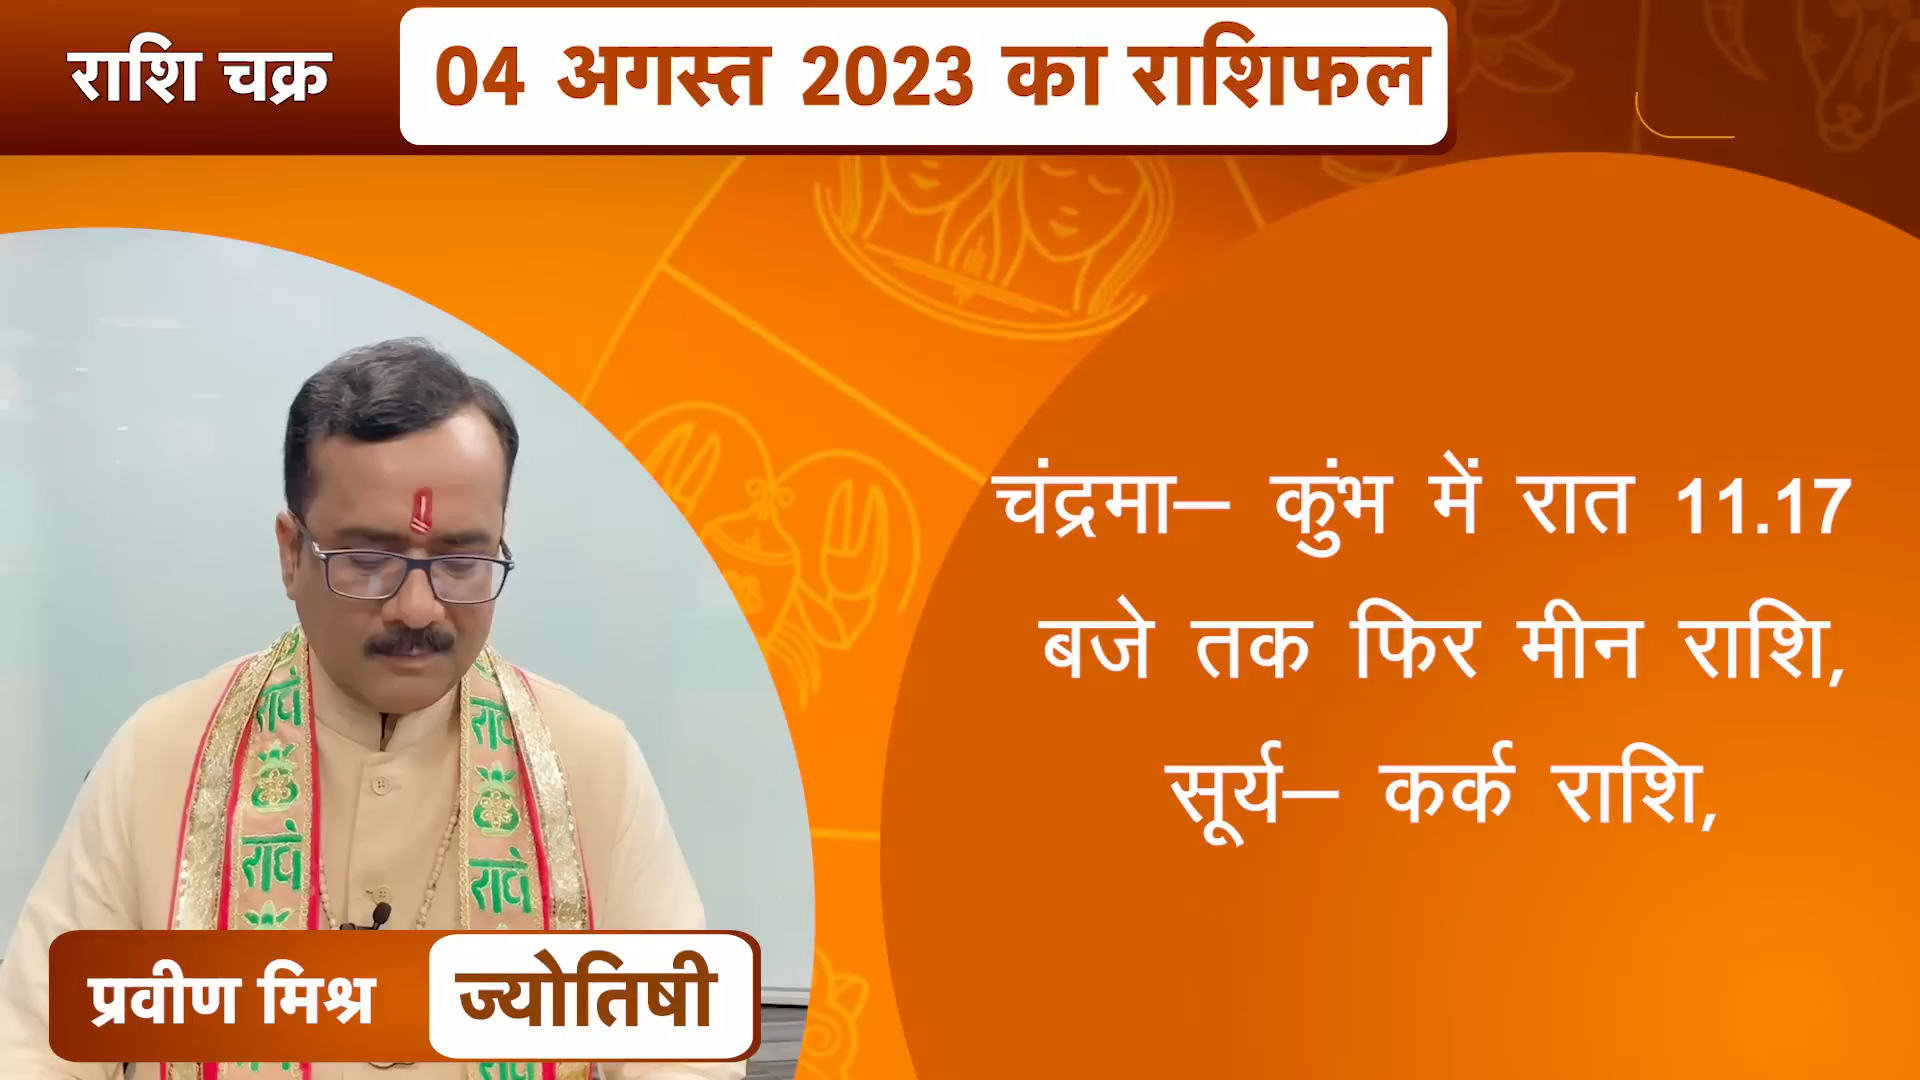 राशि चक्र
04 अगस्त 2023 का राशिफल
चंद्रमा– कुंभ में रात 11.17
बजे तक फिर मीन राशि,
सूर्य– कर्क राशि,
राधे
राधे
राधे
राधे
प्रवीण मिश्र
ज्योतिषी